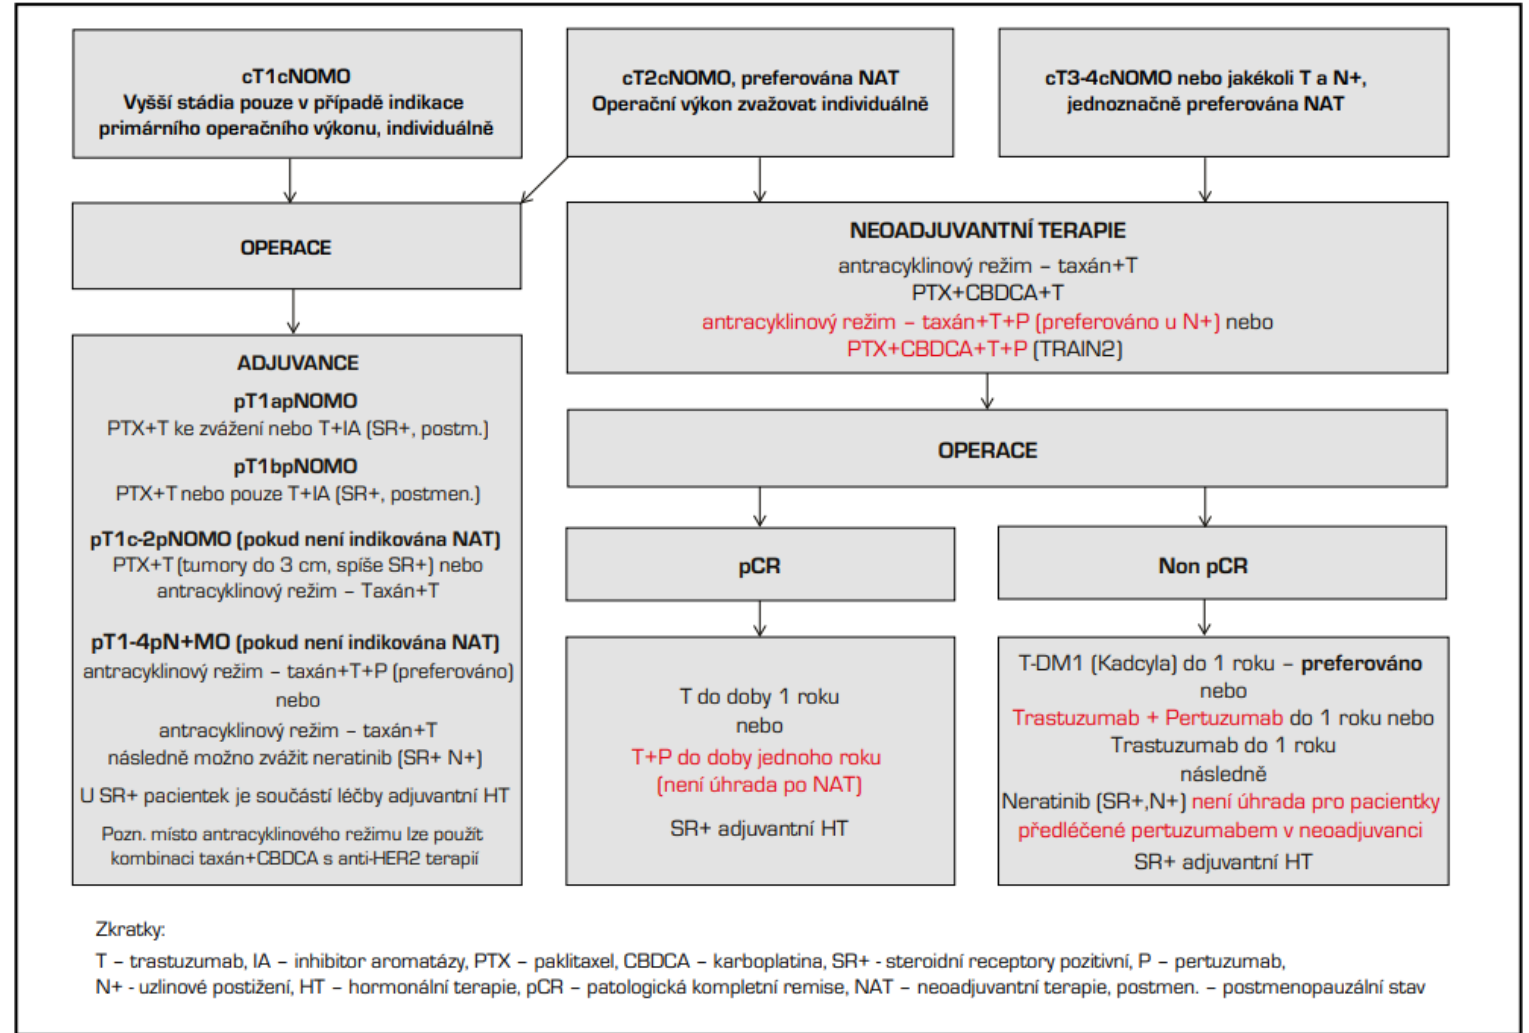 cT1cN0M0
Vyšší stádia pouze v případě indikace
primárního operačního výkonu, individuálně
cT2cN0M0, preferována NAT
Operační výkon zvažovat individuálně
cT3-4cN0M0 nebo jakékoli T a N+,
jednoznačně preferována NAT
OPERACE
NEOADJUVANTNÍ TERAPIE
antracyklinový režim – taxán+T
PTX+CBDCA+T
antracyklinový režim – taxán+T+P (preferováno u N+) nebo
PTX+CBDCA+T+P (TRAIN2)
ADJUVANCE
pT1apN0M0
PTX+T ke zvážení nebo T+IA (SR+, postm.)
pT1bpN0M0
PTX+T nebo pouze T+IA (SR+, postmen.)
pT1c-2pN0M0 (pokud není indikována NAT)
PTX+T (tumory do 3 cm, spíše SR+) nebo
antracyklinový režim – Taxán+T
pT1-4pN+M0 (pokud není indikována NAT)
antracyklinový režim – taxán+T+P (preferováno)
nebo
antracyklinový režim – taxán+T
následně možno zvážit neratinib (SR+ N+)
U SR+ pacientek je součástí léčby adjuvantní HT
Pozn. místo antracyklinového režimu lze použít
kombinaci taxán+CBDCA s anti-HER2 terapií
OPERACE
pCR
Non pCR
T do doby 1 roku
nebo
T+P do doby jednoho roku
(není úhrada po NAT)
SR+ adjuvantní HT
T-DM1 (Kadcyla) do 1 roku – preferováno
nebo
Trastuzumab + Pertuzumab do 1 roku nebo
Trastuzumab do 1 roku
následně
Neratinib (SR+,N+) není úhrada pro pacientky
předléčené pertuzumabem v neoadjuvanci
SR+ adjuvantní HT
Zkratky:
T – trastuzumab, IA – inhibitor aromatázy, PTX – paklitaxel, CBDCA – karboplatina, SR+ - steroidní receptory pozitivní, P – pertuzumab,
N+ - uzlinové postižení, HT – hormonální terapie, pCR – patologická kompletní remise, NAT – neoadjuvantní terapie, postmen. – postmenopauzální stav